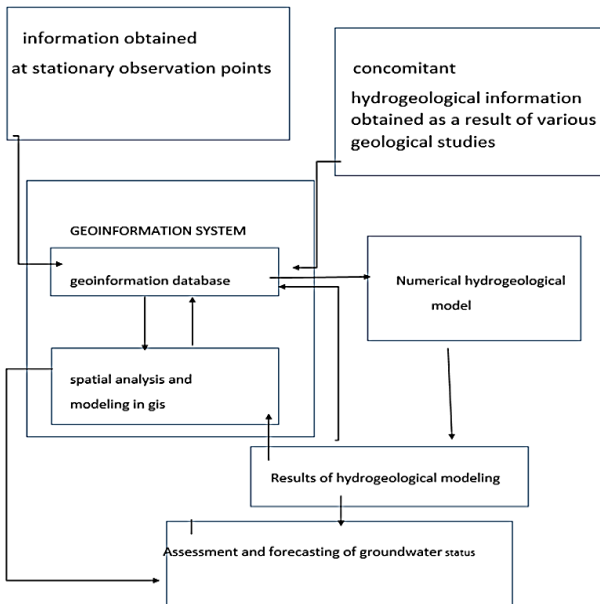 information obtained
at stationary observation points
concomitant
hydrogeological information
obtained as a result of various
geological studies
GEOINFORMATION SYSTEM
geoinformation database
Numerical hydrogeological
model
spatial analysis and
modeling in gis
Results of hydrogeological modeling
Assessment and forecasting of groundwater status